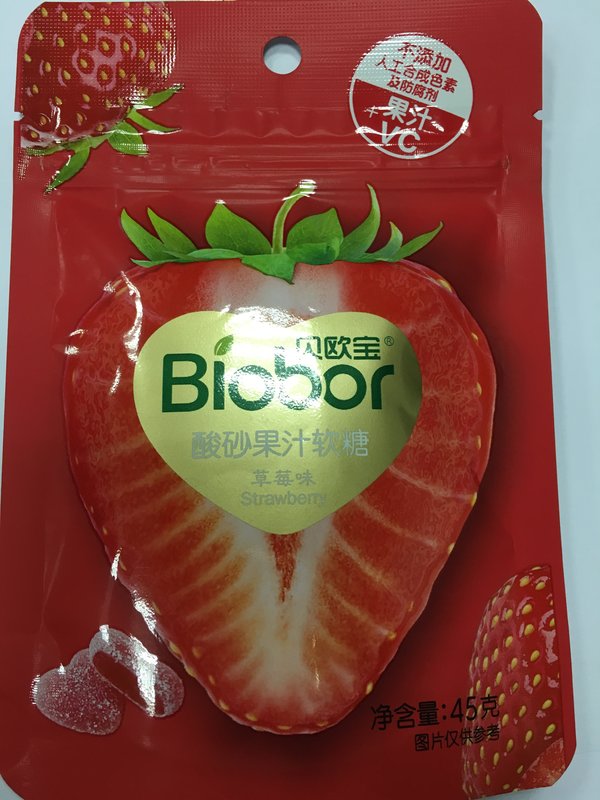 不添加
人工合成色素
及防腐剂
+果汁
VC
贝欧宝®
Biobor
酸砂果汁软糖
草莓味
Strawberry
净含量:45克
图片仅供参考